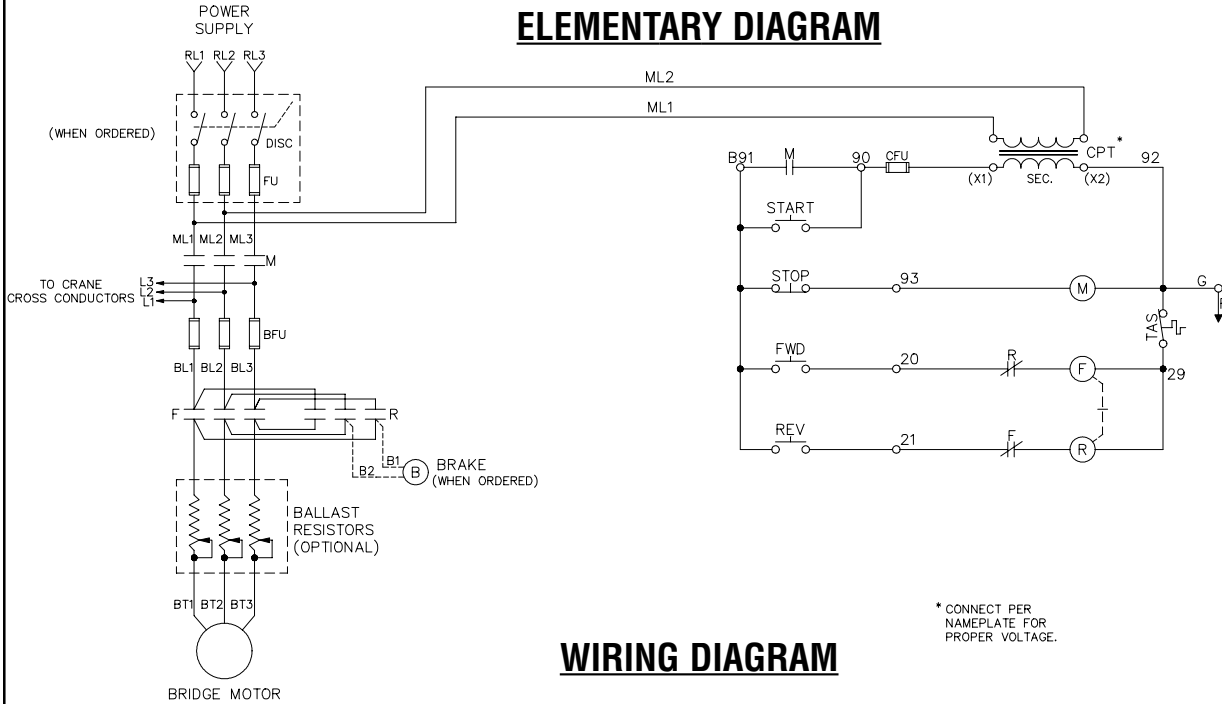 ELEMENTARY DIAGRAM
POWER
SUPPLY
RL1 RL2 RL3
(WHEN ORDERED)
DISC
FU
ML2
ML1
ML1 ML2 ML3
M
TO CRANE
CROSS CONDUCTORS
L3
L2
L1
BFU
BL1 BL2 BL3
F
R
B1
B2
B
BRAKE
(WHEN ORDERED)
BALLAST
RESISTORS
(OPTIONAL)
BT1 BT2 BT3
BRIDGE MOTOR
B91
M
90
CFU
(X1)
SEC.
(X2)
CPT*
92
START
STOP
93
M
G
TAS
FWD
20
R
F
29
REV
21
F
R
* CONNECT PER
NAMEPLATE FOR
PROPER VOLTAGE.
WIRING DIAGRAM